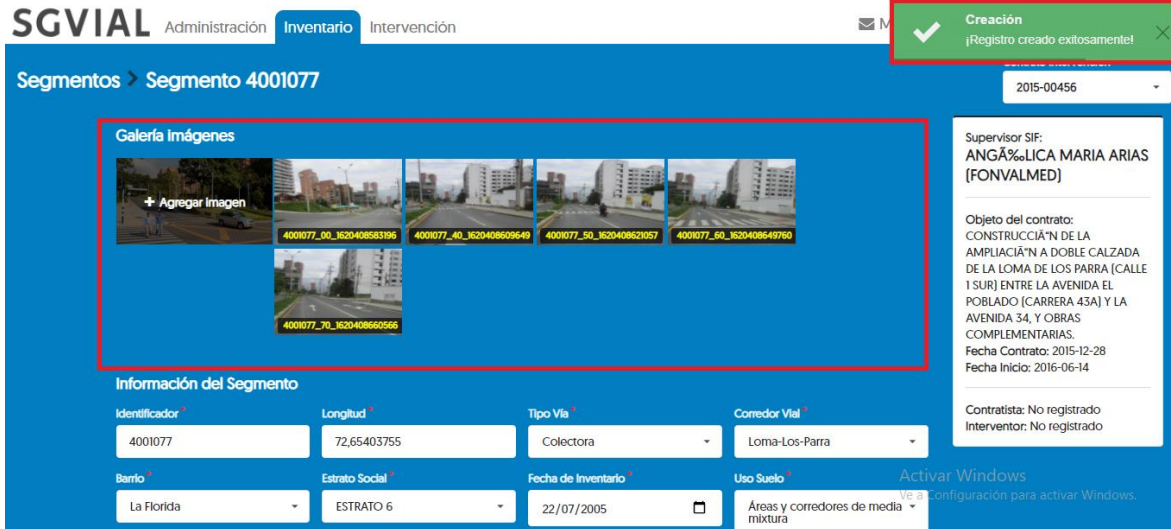 SGVIAL Administración Inventario Intervención
Creación
¡Registro creado exitosamente!
Segmentos > Segmento 4001077
2015-00456
Galería imágenes
+ Agregar imagen
4001077_00_1620408583196 4001077_40_1620408609649 4001077_50_1620408621057 4001077_60_1620408649760
4001077_70_1620408660566
Supervisor SIF:
ANGÃ‰LICA MARIA ARIAS
(FONVALMED)
Objeto del contrato:
CONSTRUCCIÃ“N DE LA
AMPLIACIÃ“N A DOBLE CALZADA
DE LA LOMA DE LOS PARRA (CALLE
1 SUR) ENTRE LA AVENIDA EL
POBLADO (CARRERA 43A) Y LA
AVENIDA 34, Y OBRAS
COMPLEMENTARIAS.
Fecha Contrato: 2015-12-28
Fecha Inicio: 2016-06-14
Contratista: No registrado
Interventor: No registrado
Información del Segmento
Identificador * Longitud * Tipo Vía * Corredor Vial *
4001077 72,65403755 Colectora Loma-Los-Parra
Barrio * Estrato Social * Fecha de Inventario * Uso Suelo *
La Florida ESTRATO 6 22/07/2005 Áreas y corredores de media
mixtura
Activar Windows
Ve a Configuración para activar Windows.